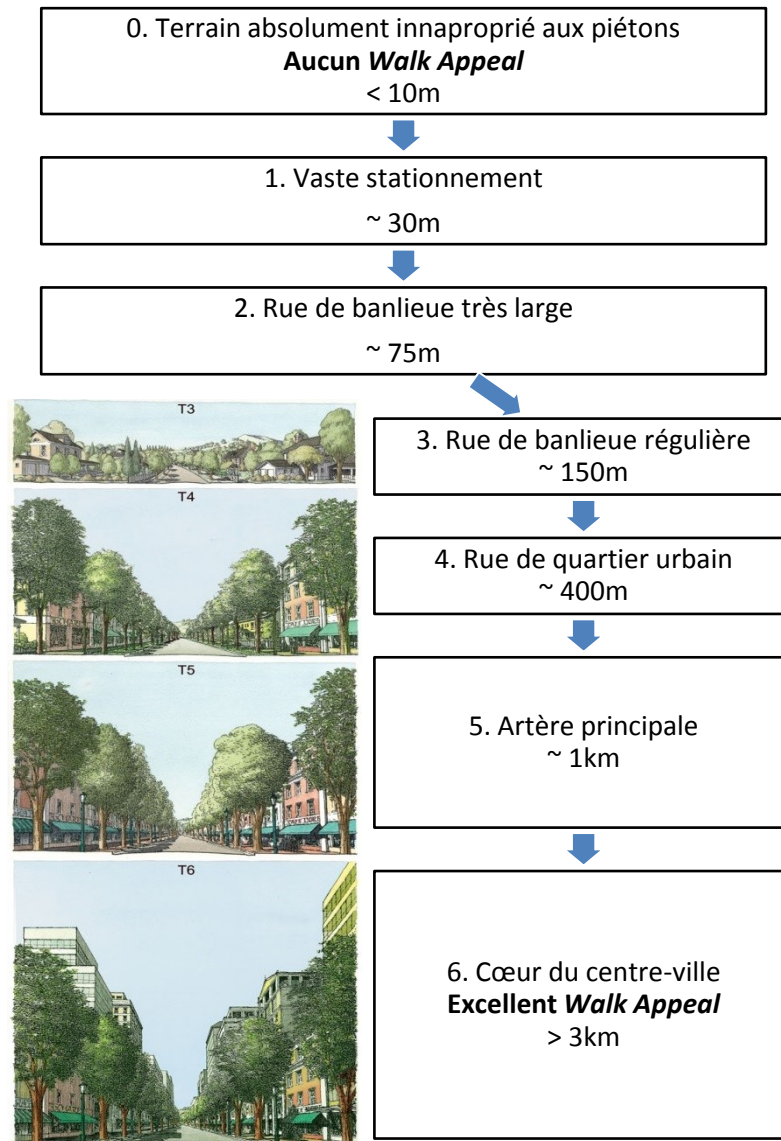 0. Terrain absolument innaproprié aux piétons
Aucun Walk Appeal
< 10m
1. Vaste stationnement
~ 30m
2. Rue de banlieue très large
~ 75m
T3
3. Rue de banlieue régulière
~ 150m
T4
4. Rue de quartier urbain
~ 400m
T5
5. Artère principale
~ 1km
T6
6. Cœur du centre-ville
Excellent Walk Appeal
> 3km